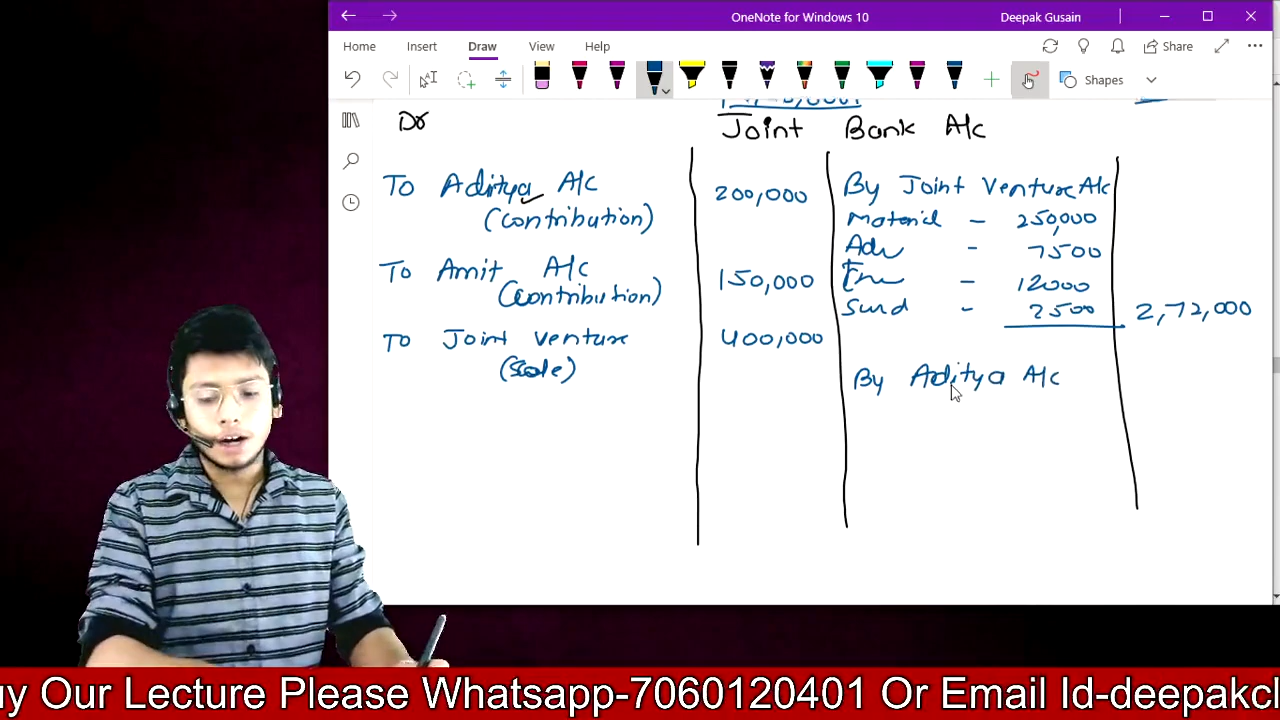 OneNote for Windows 10
Deepak Gusain
Home Insert Draw View Help
Share
Shapes
Dr
Joint Bank A/c
To Aditya A/c 200,000
(contribution)
To Amit A/c 150,000
(contribution)
To Joint venture 400,000
(Sale)
By Joint Venture A/c
Material - 250,000
Adv - 7500
- 12000
Sund - 2500 2,72,000
By Aditya A/c
uy Our Lecture Please Whatsapp-7060120401 Or Email Id-deepakcl